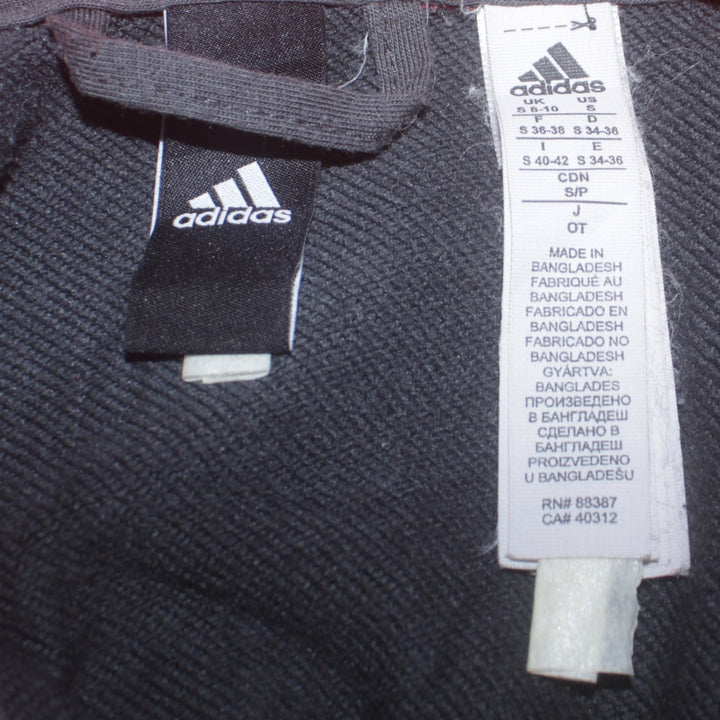 adidas
adidas
UK US
S 8-10 S
F D
S 36-38 S 34-36
I E
S 40-42 S 34-36
CDN
S/P
J
OT
MADE IN
BANGLADESH
FABRIQUÉ AU
BANGLADESH
FABRICADO EN
BANGLADESH
FABRICADO NO
BANGLADESH
GYÁRTVA:
BANGLADES
ПРОИЗВЕДЕНО
В БАНГЛАДЕШ
СДЕЛАНО В
БАНГЛАДЕШ
PROIZVEDENO
U BANGLADEŠU
RN# 88387
CA# 40312